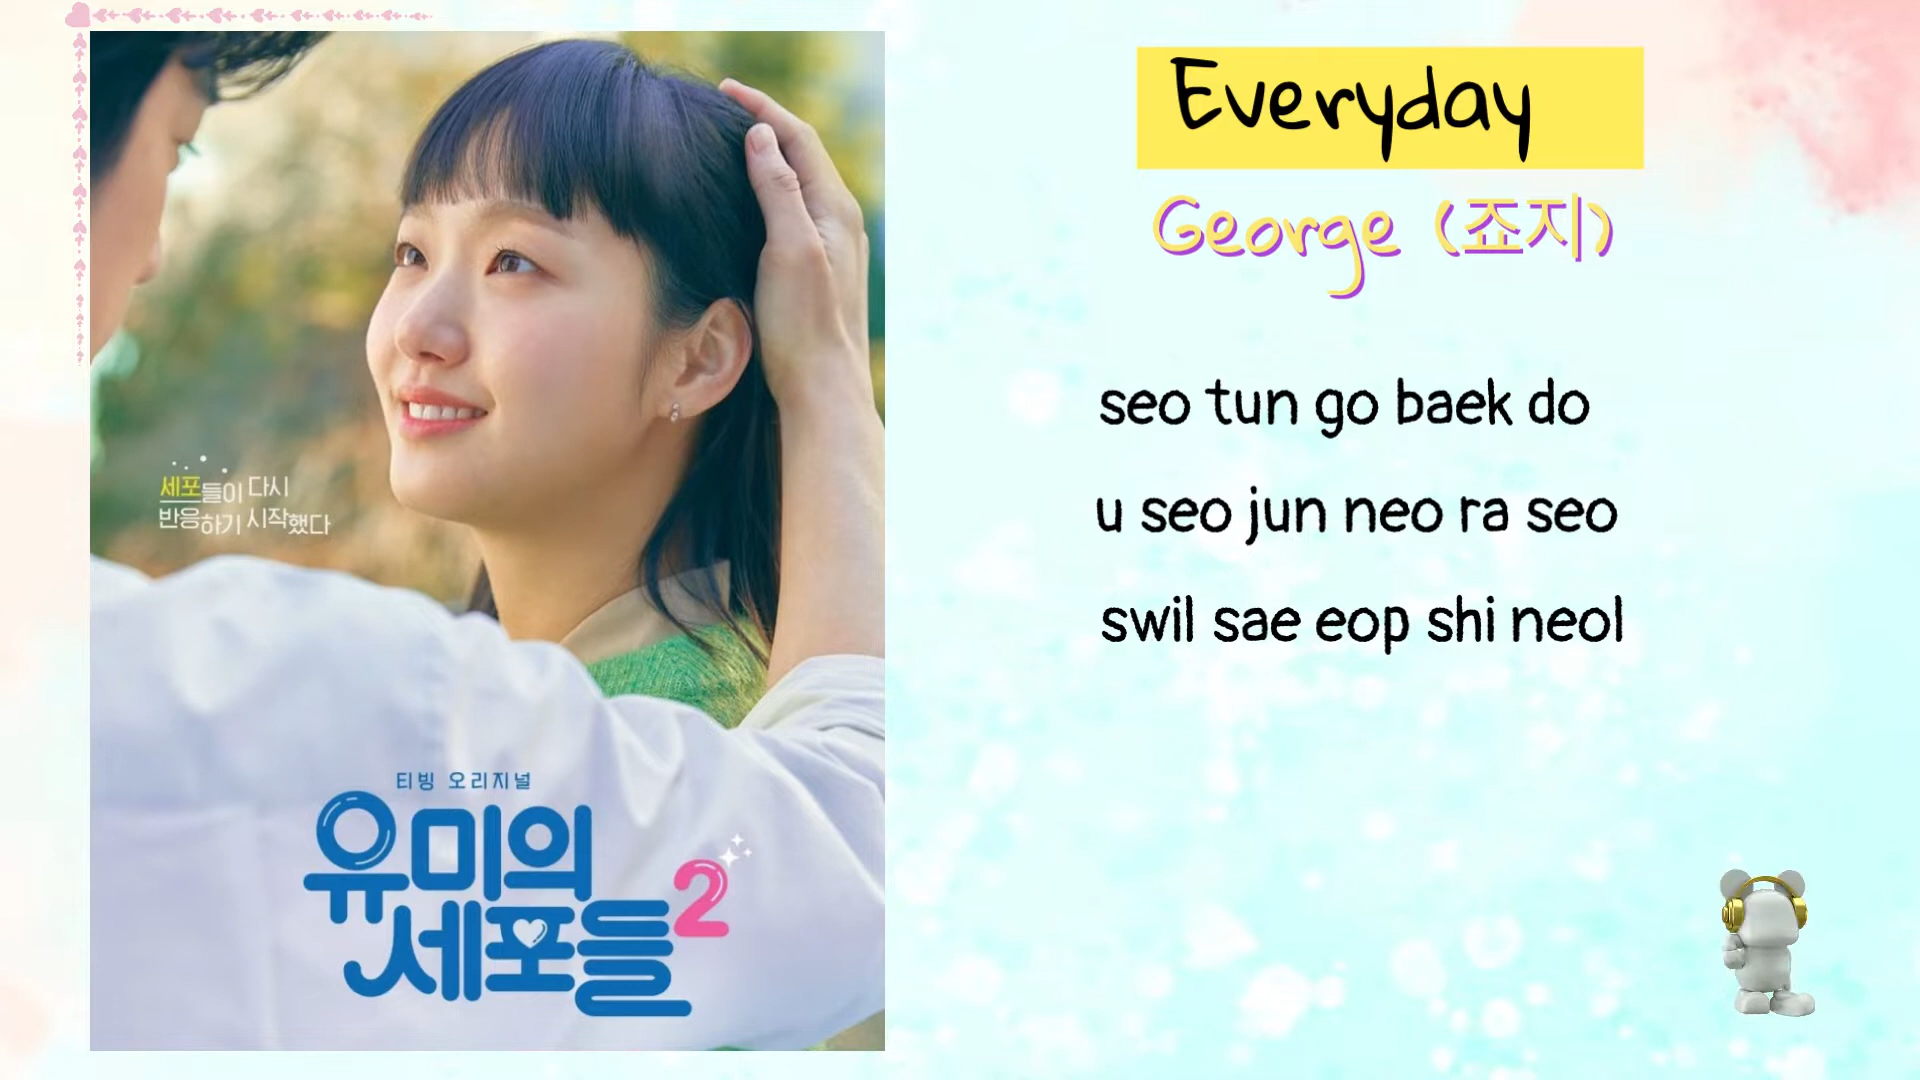 세포들이 다시
반응하기 시작했다
티빙 오리지널
유미의
세포들2
Everyday
George (죠지)
seo tun go baek do
u seo jun neo ra seo
swil sae eop shi neol